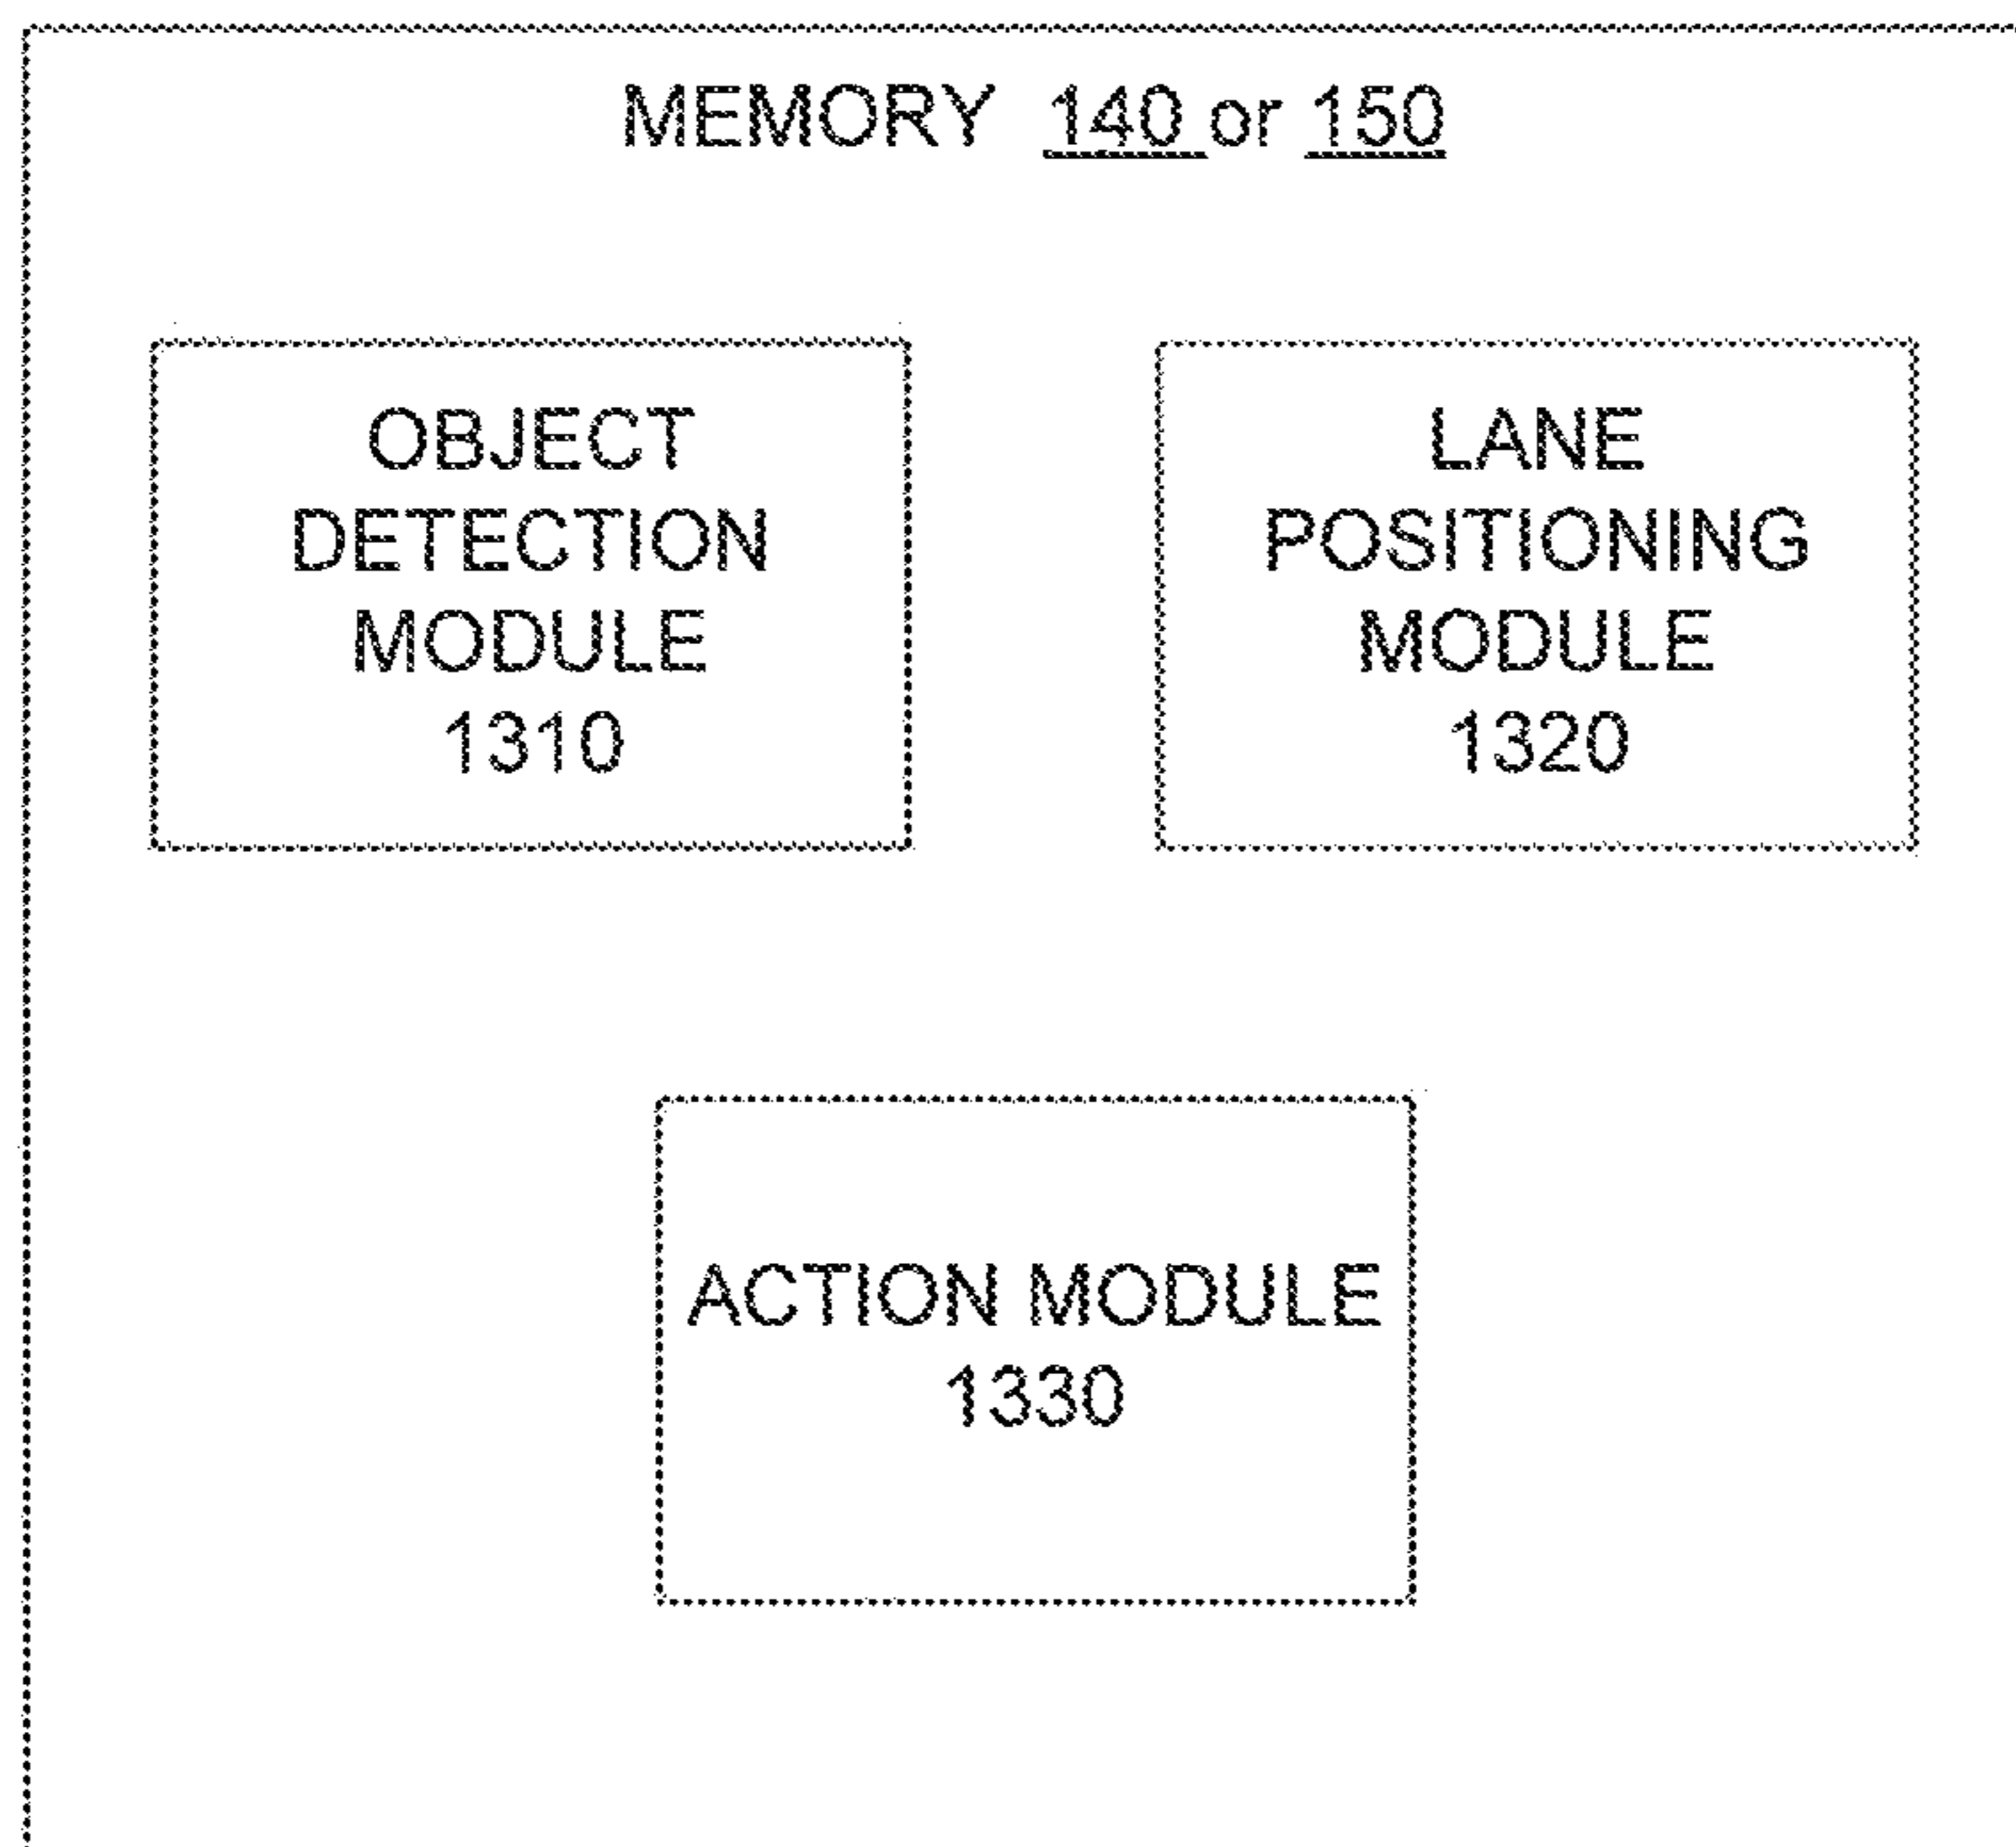 MEMORY 140 or 150
OBJECT
DETECTION
MODULE
1310
LANE
POSITIONING
MODULE
1320
ACTION MODULE
1330